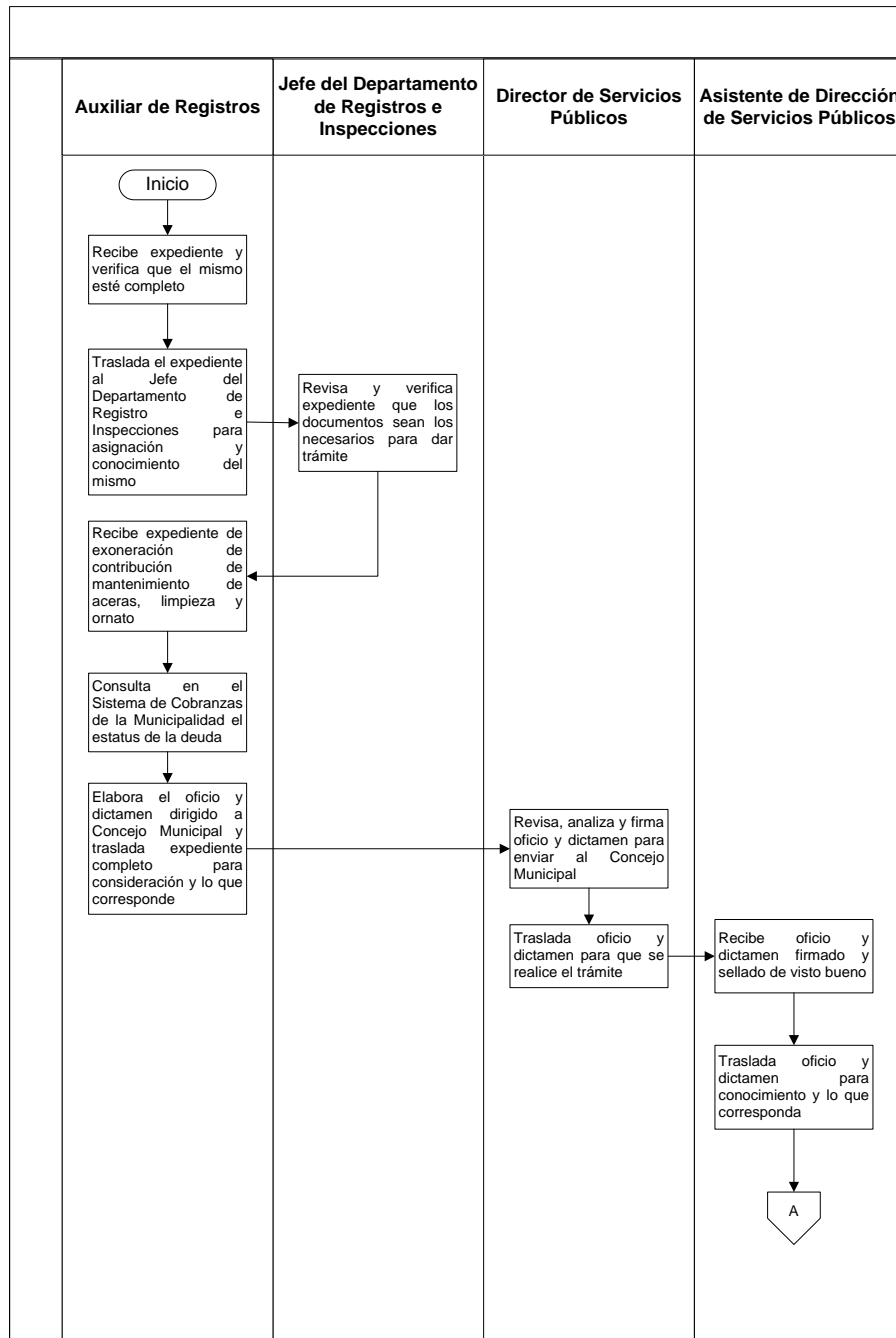 Auxiliar de Registros
Jefe del Departamento
de Registros e
Inspecciones
Director de Servicios
Públicos
Asistente de Dirección
de Servicios Públicos
Inicio
Recibe expediente y
verifica que el mismo
esté completo
Traslada el expediente
al Jefe del
Departamento de
Registro e
Inspecciones para
asignación y
conocimiento del
mismo
Revisa y verifica
expediente que los
documentos sean los
necesarios para dar
trámite
Recibe expediente de
exoneración de
contribución de
mantenimiento de
aceras, limpieza y
ornato
Consulta en el
Sistema de Cobranzas
de la Municipalidad el
estatus de la deuda
Elabora el oficio y
dictamen dirigido a
Concejo Municipal y
traslada expediente
completo para
consideración y lo que
corresponde
Revisa, analiza y firma
oficio y dictamen para
enviar al Concejo
Municipal
Traslada oficio y
dictamen para que se
realice el trámite
Recibe oficio y
dictamen firmado y
sellado de visto bueno
Traslada oficio y
dictamen para
conocimiento y lo que
corresponda
A